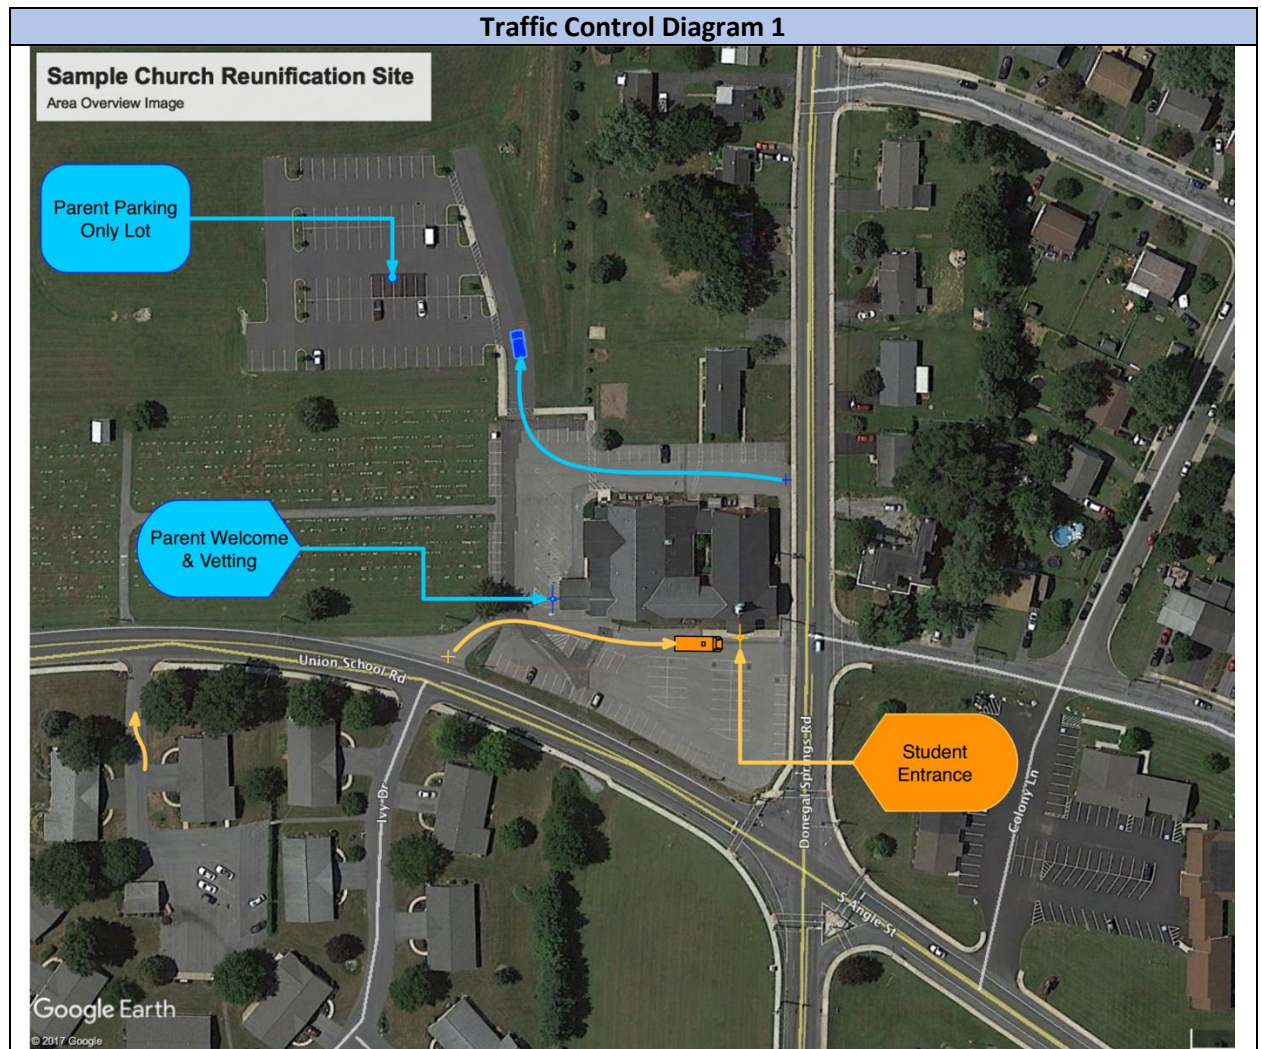 Traffic Control Diagram 1
Sample Church Reunification Site
Area Overview Image
Parent Parking
Only Lot
Parent Welcome
& Vetting
Union School Rd
Student
Entrance
Donegal Springs Rd
Ivy Dr
Colony Ln
S Angle St
Google Earth
© 2017 Google